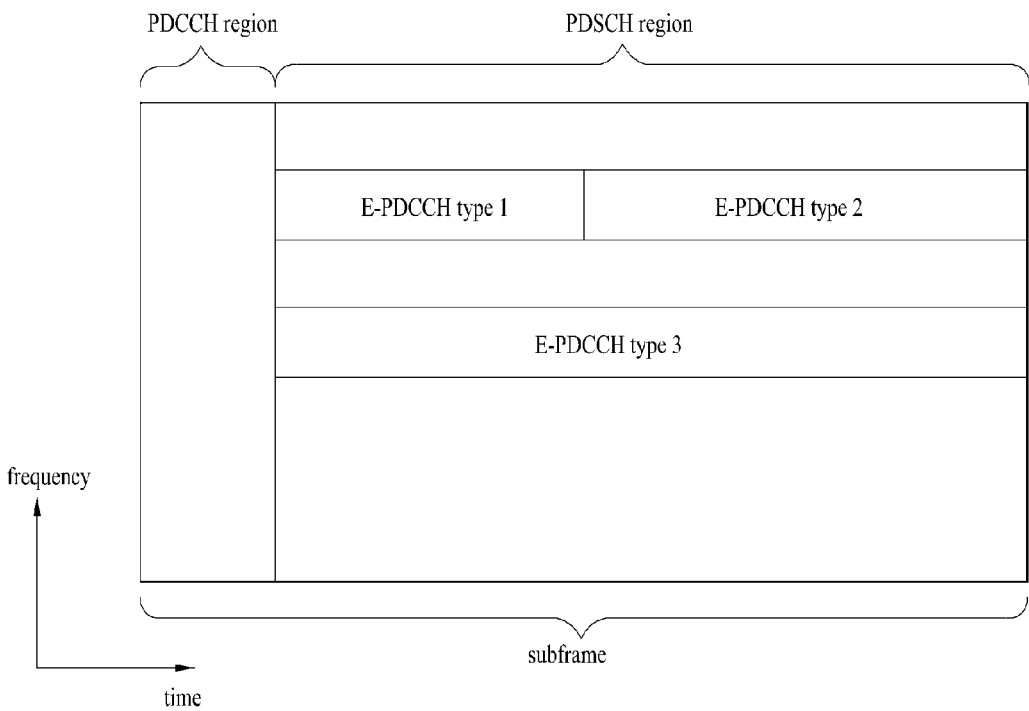 PDCCH region
PDSCH region
E-PDCCH type 1
E-PDCCH type 2
E-PDCCH type 3
frequency
subframe
time